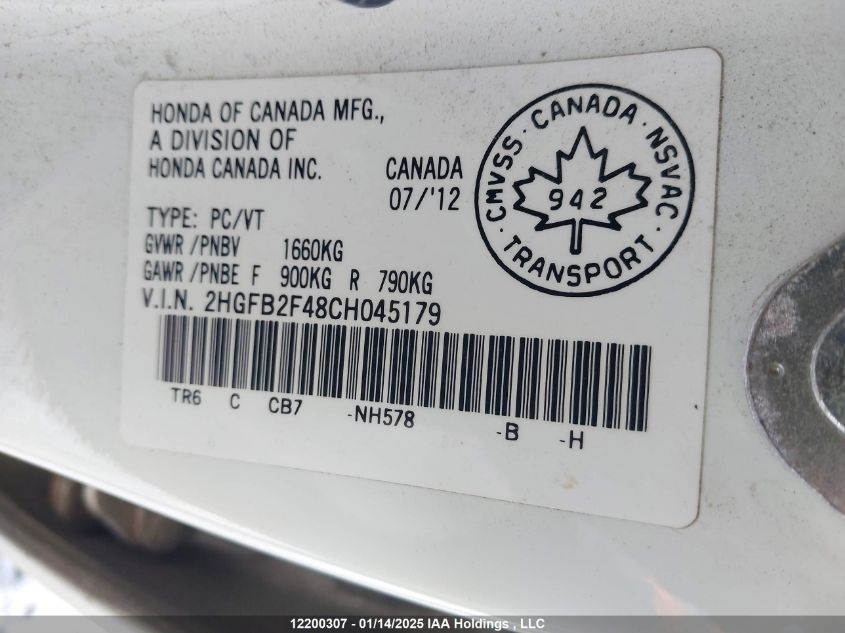 HONDA OF CANADA MFG.,
A DIVISION OF
HONDA CANADA INC.
CANADA
07/'12
TYPE: PC/VT
GVWR /PNBV 1660KG
GAWR /PNBE F 900KG R 790KG
V.I.N. 2HGFB2F48CH045179
TR6 C CB7 -NH578 -B -H
CMVSS · CANADA · NSVAC · TRANSPORT ·
942
12200307 - 01/14/2025 IAA Holdings , LLC